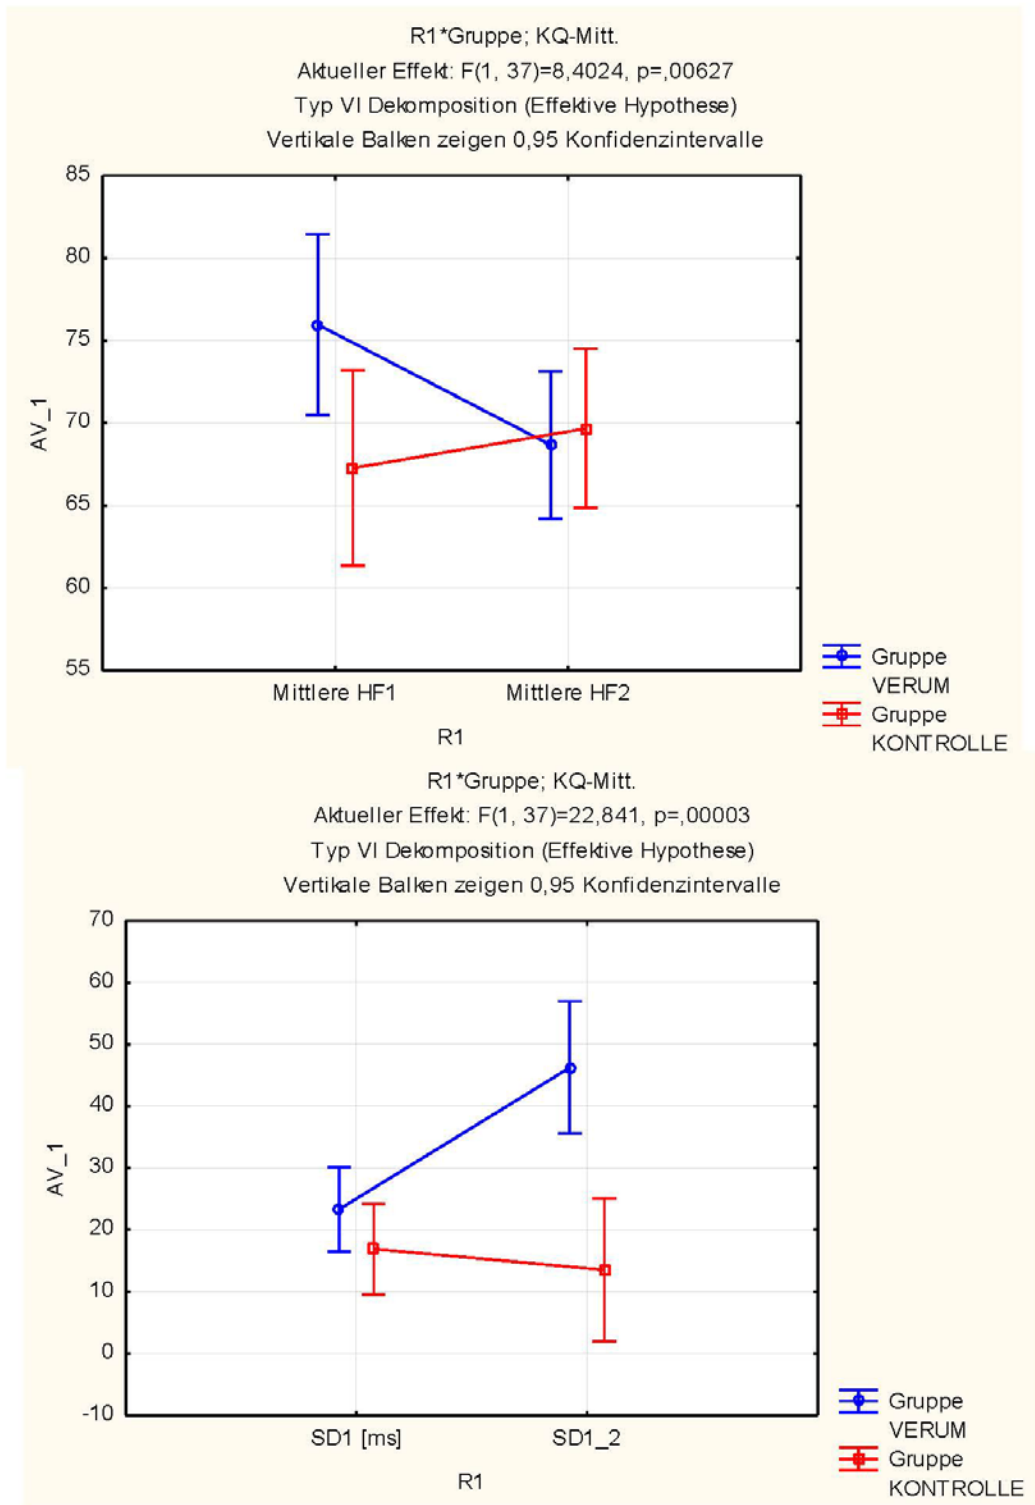 R1*Gruppe; KQ-Mitt.
Aktueller Effekt: F(1, 37)=8,4024, p=,00627
Typ VI Dekomposition (Effektive Hypothese)
Vertikale Balken zeigen 0,95 Konfidenzintervalle
85
80
75
70
65
60
55
AV_1
Mittlere HF1
Mittlere HF2
R1
Gruppe
VERUM
Gruppe
KONTROLLE
R1*Gruppe; KQ-Mitt.
Aktueller Effekt: F(1, 37)=22,841, p=,00003
Typ VI Dekomposition (Effektive Hypothese)
Vertikale Balken zeigen 0,95 Konfidenzintervalle
70
60
50
40
30
20
10
0
-10
AV_1
SD1 [ms]
SD1_2
R1
Gruppe
VERUM
Gruppe
KONTROLLE